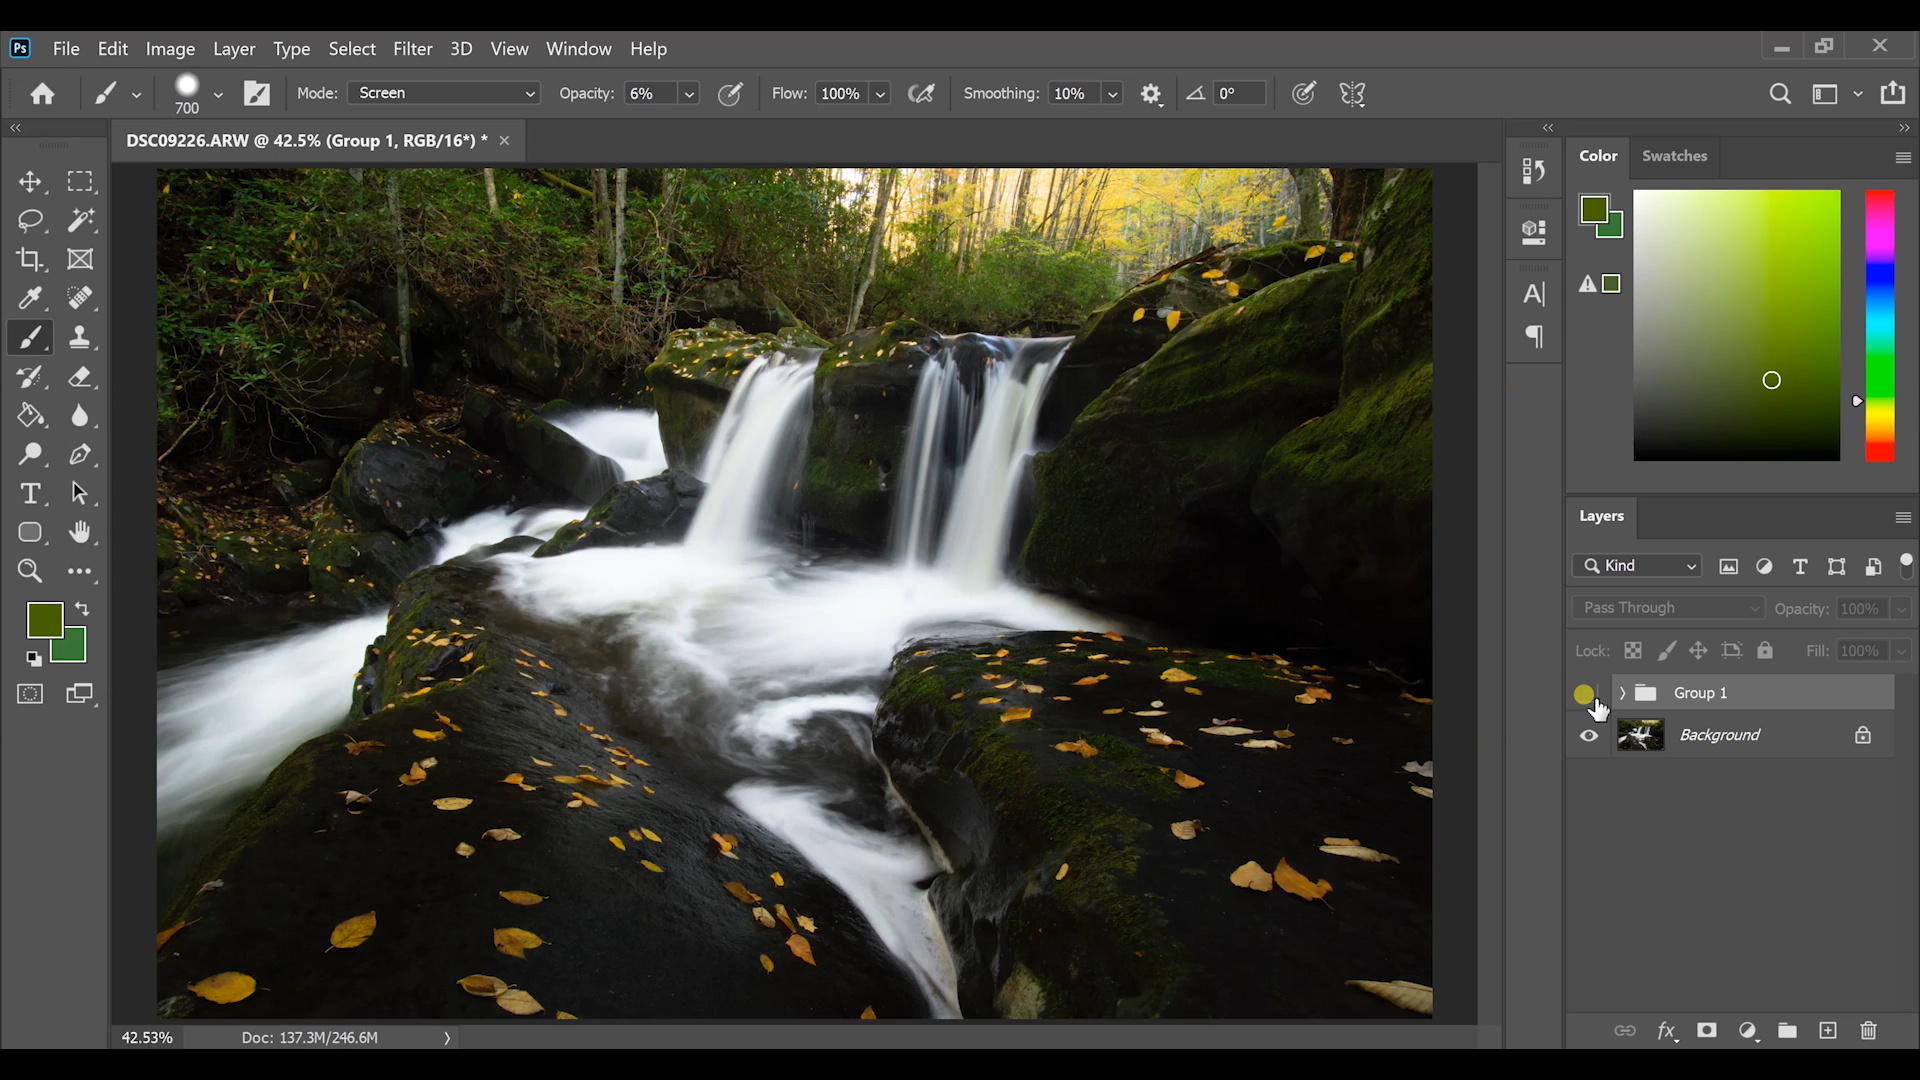 Ps File Edit Image Layer Type Select Filter 3D View Window Help
700 Mode: Screen Opacity: 6% Flow: 100% Smoothing: 10% 0°
DSC09226.ARW @ 42.5% (Group 1, RGB/16*) *
Color Swatches
Layers
Kind
Pass Through Opacity: 100%
Lock: Fill: 100%
Group 1
Background
42.53% Doc: 137.3M/246.6M
fx